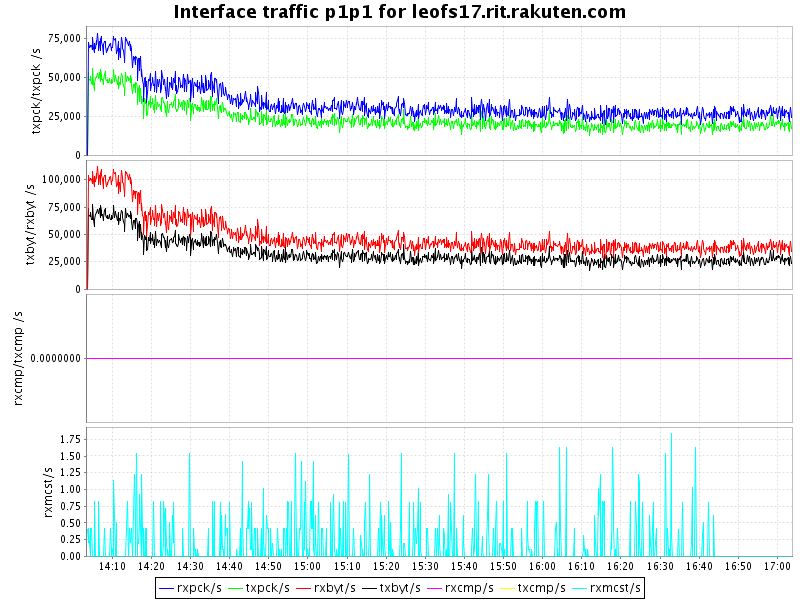 Interface traffic p1p1 for leofs17.rit.rakuten.com
txpck/txpck /s
75,000
50,000
25,000
0
txbyt/rxbyt /s
100,000
75,000
50,000
25,000
0
rxcmp/txcmp /s
0.0000000
rxmcst/s
1.75
1.50
1.25
1.00
0.75
0.50
0.25
0.00
14:10 14:20 14:30 14:40 14:50 15:00 15:10 15:20 15:30 15:40 15:50 16:00 16:10 16:20 16:30 16:40 16:50 17:00
rxpck/s txpck/s rxbyt/s txbyt/s rxcmp/s txcmp/s rxmcst/s